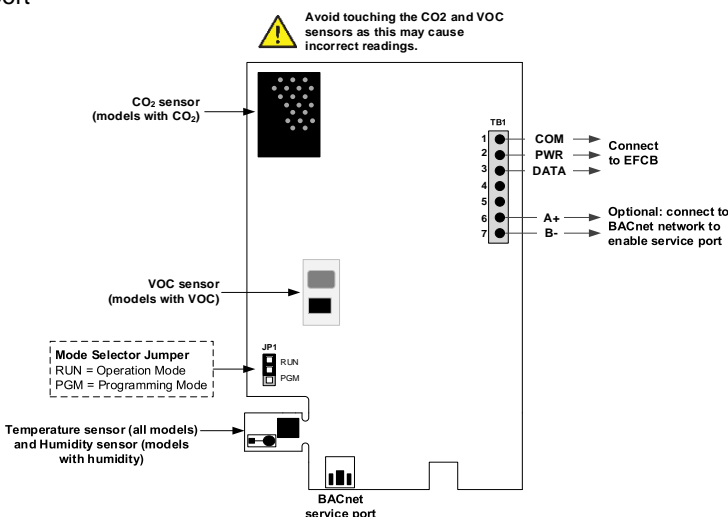 Avoid touching the CO2 and VOC
sensors as this may cause
incorrect readings.
CO₂ sensor
(models with CO₂)
TB1
1 COM
2 PWR
3 DATA
4
5
6 A+
7 B-
Connect
to EFCB
Optional: connect to
BACnet network to
enable service port
VOC sensor
(models with VOC)
JP1
RUN
PGM
Mode Selector Jumper
RUN = Operation Mode
PGM = Programming Mode
Temperature sensor (all models)
and Humidity sensor (models
with humidity)
BACnet
service port